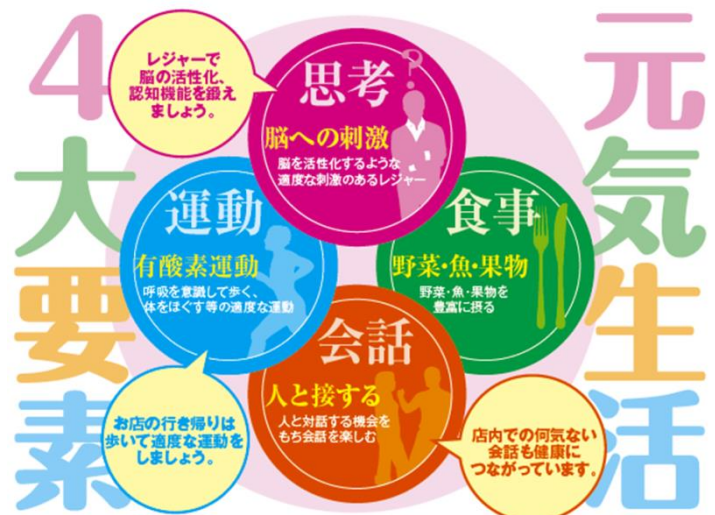 元気生活
4大要素
レジャーで
脳の活性化、
認知機能を鍛え
ましょう。
思考
?
脳への刺激
脳を活性化するような
適度な刺激のあるレジャー
運動
有酸素運動
呼吸を意識して歩く、
体をほぐす等の適度な運動
食事
野菜・魚・果物
野菜・魚・果物を
豊富に摂る
会話
人と接する
人と対話する機会を
もち会話を楽しむ
お店の行き帰りは
歩いて適度な運動を
しましょう。
店内での何気ない
会話も健康に
つながっています。